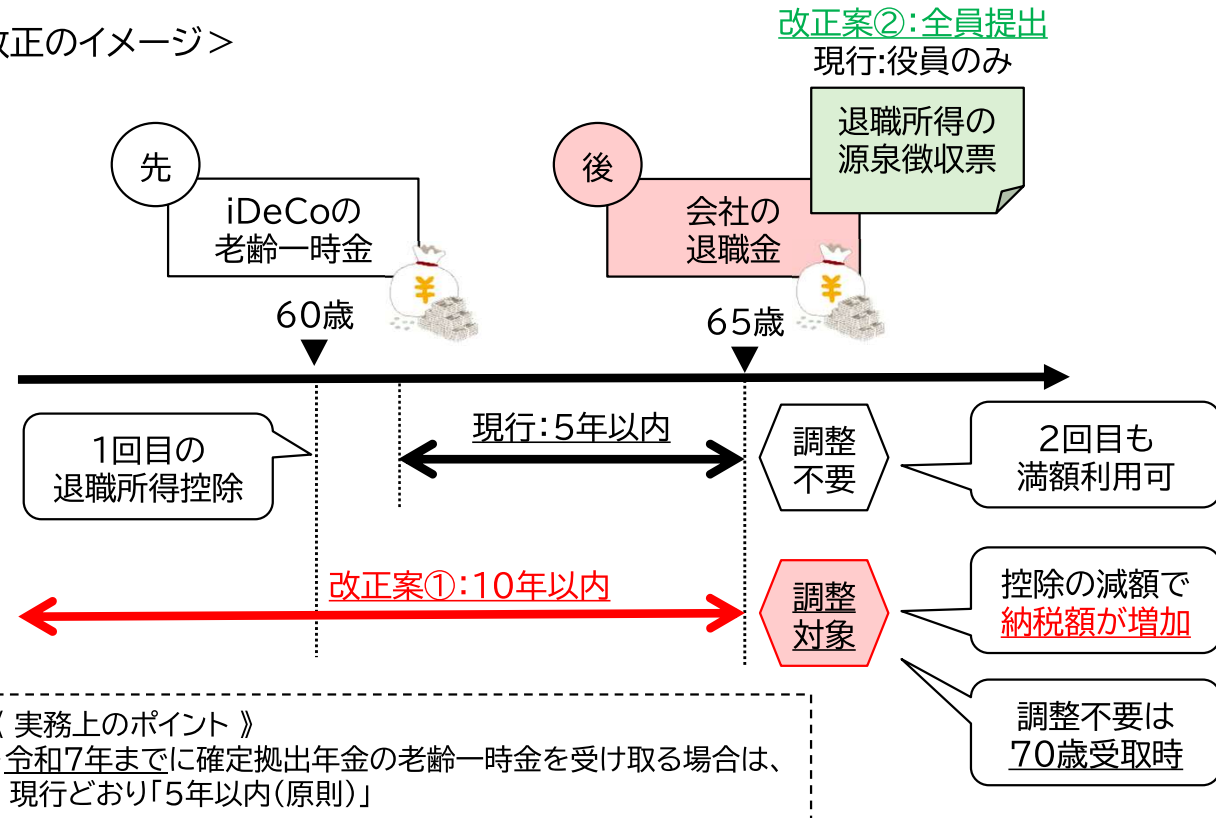 改正のイメージ＞
改正案②：全員提出
現行：役員のみ
退職所得の
源泉徴収票
先
iDeCoの
老齢一時金
後
会社の
退職金
60歳
65歳
1回目の
退職所得控除
現行：5年以内
調整
不要
2回目も
満額利用可
改正案①：10年以内
調整
対象
控除の減額で
納税額が増加
調整不要は
70歳受取時
《 実務上のポイント 》
令和7年までに確定拠出年金の老齢一時金を受け取る場合は、
現行どおり「5年以内（原則）」